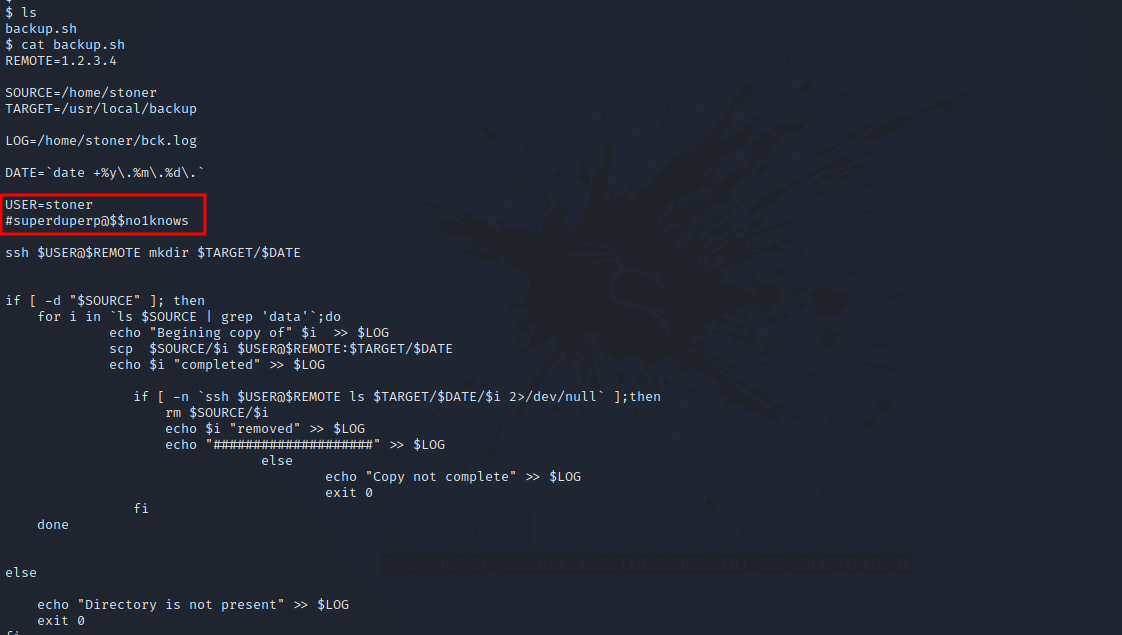 $ ls
backup.sh
$ cat backup.sh
REMOTE=1.2.3.4
SOURCE=/home/stoner
TARGET=/usr/local/backup
LOG=/home/stoner/bck.log
DATE=`date +%y\.%m\.%d\.`
USER=stoner
#superduperp@$$no1knows
ssh $USER@$REMOTE mkdir $TARGET/$DATE
if [ -d "$SOURCE" ]; then
    for i in `ls $SOURCE | grep 'data'`;do
             echo "Begining copy of" $i  >> $LOG
             scp  $SOURCE/$i $USER@$REMOTE:$TARGET/$DATE
             echo $i "completed" >> $LOG
                if [ -n `ssh $USER@$REMOTE ls $TARGET/$DATE/$i 2>/dev/null` ];then
                    rm $SOURCE/$i
                    echo $i "removed" >> $LOG
                    echo "####################" >> $LOG
                                else
                                        echo "Copy not complete" >> $LOG
                                        exit 0
                fi
    done
else
    echo "Directory is not present" >> $LOG
    exit 0